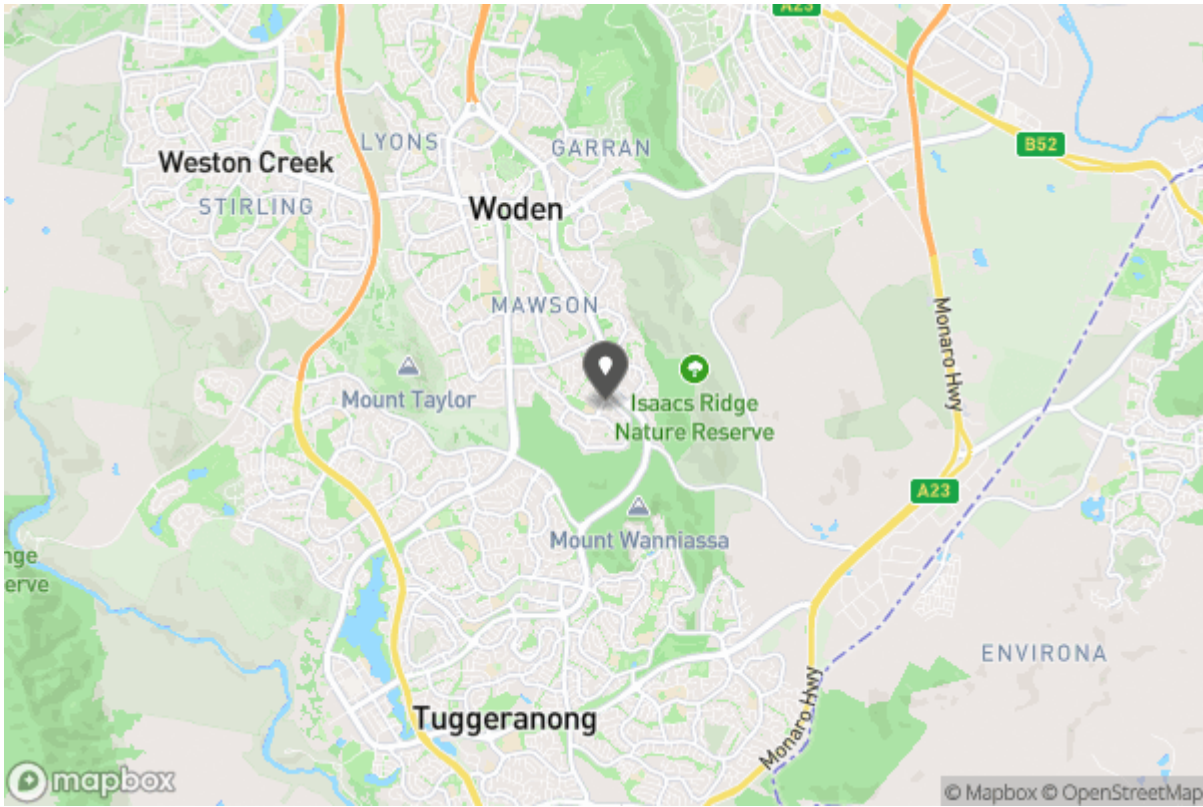 A23
B52
LYONS
GARRAN
Weston Creek
STIRLING
Woden
MAWSON
Monaro Hwy
Mount Taylor
Isaacs Ridge
Nature Reserve
A23
Mount Wanniassa
nge
erve
ENVIRONA
Monaro Hwy
Tuggeranong
mapbox
© Mapbox © OpenStreetMap